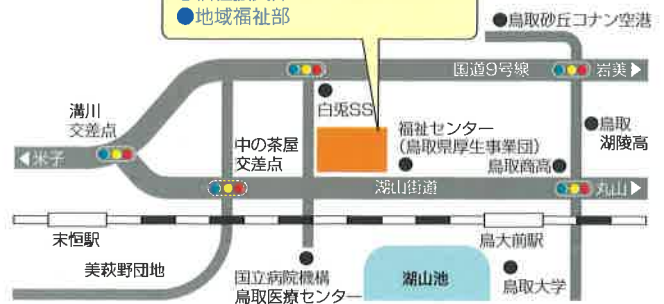 ●地域福祉部
●鳥取砂丘コナン空港
国道9号線
岩美▶
白兎SS
溝川
交差点
中の茶屋
交差点
福祉センター
(鳥取県厚生事業団)
鳥取商高●
●鳥取
湖陵高
◀米子
湖山街道
丸山▶
末恒駅
鳥大前駅
美萩野団地
国立病院機構
鳥取医療センター
湖山池
鳥取大学